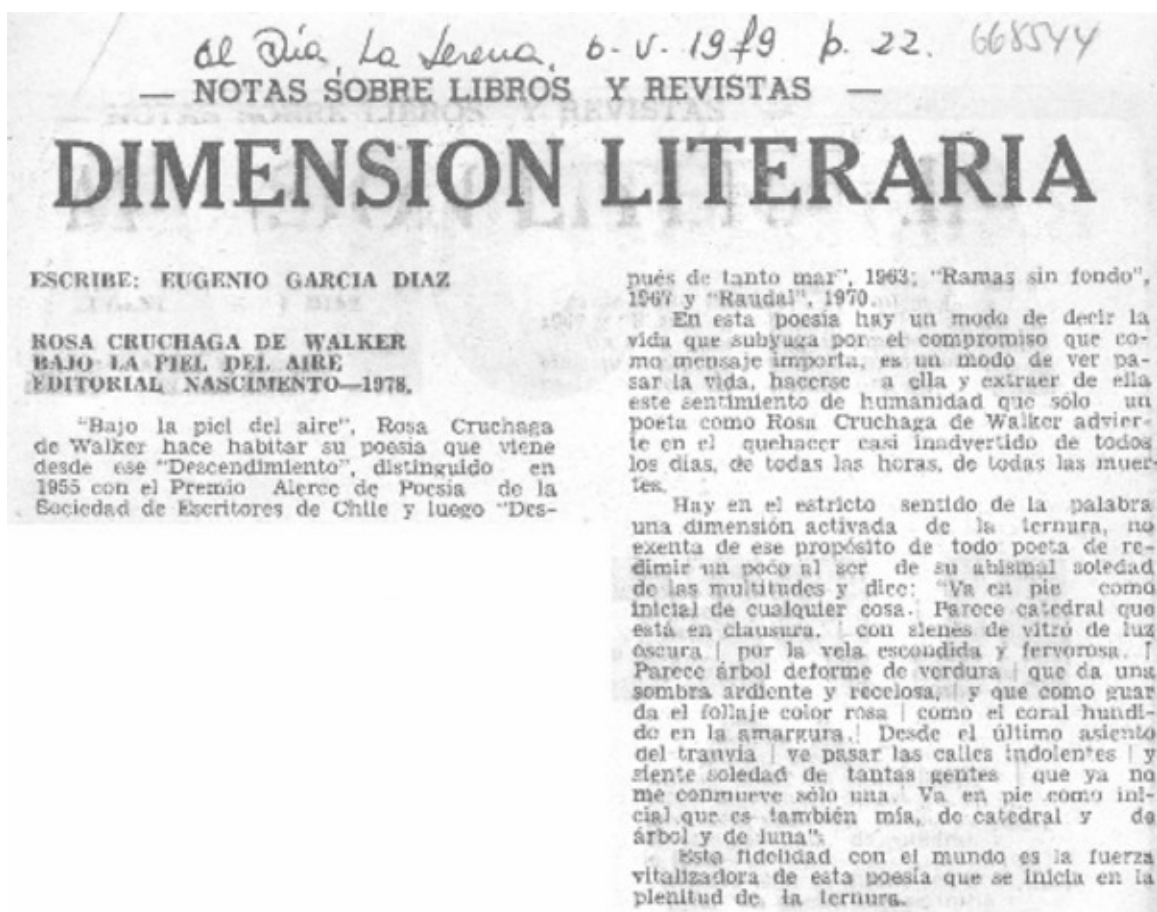 el Día, La Serena, 6-V-1979 p. 22. 668544
— NOTAS SOBRE LIBROS Y REVISTAS —
DIMENSION LITERARIA
ESCRIBE: EUGENIO GARCIA DIAZ
ROSA CRUCHAGA DE WALKER
BAJO LA PIEL DEL AIRE
EDITORIAL NASCIMENTO—1978.
"Bajo la piel del aire", Rosa Cruchaga
de Walker hace habitar su poesía que viene
desde ese "Descendimiento", distinguido en
1955 con el Premio Alerce de Poesía de la
Sociedad de Escritores de Chile y luego "Des-
pués de tanto mar", 1963; "Ramas sin fondo",
1967 y "Raudal", 1970.
En esta poesía hay un modo de decir la
vida que subyuga por el compromiso que co-
mo mensaje importa, es un modo de ver pa-
sar la vida, hacerse a ella y extraer de ella
este sentimiento de humanidad que sólo un
poeta como Rosa Cruchaga de Walker advier-
te en el quehacer casi inadvertido de todos
los días, de todas las horas, de todas las muer-
tes.
Hay en el estricto sentido de la palabra
una dimensión activada de la ternura, no
exenta de ese propósito de todo poeta de re-
dimir un poco al ser de su abismal soledad
de las multitudes y dice: "Va en pie como
inicial de cualquier cosa. | Parece catedral que
está en clausura. | con sienes de vitró de luz
oscura | por la vela escondida y fervorosa. |
Parece árbol deforme de verdura | que da una
sombra ardiente y recelosa, | y que como guar
da el follaje color rosa | como el coral hundi-
do en la amargura. | Desde el último asiento
del tranvía | ve pasar las calles indolentes | y
siente soledad de tantas gentes | que ya no
me conmueve sólo una. | Va en pie como ini-
cial que es también mía, de catedral y de
árbol y de luna".
Esta fidelidad con el mundo es la fuerza
vitalizadora de esta poesía que se inicia en la
plenitud de la ternura.